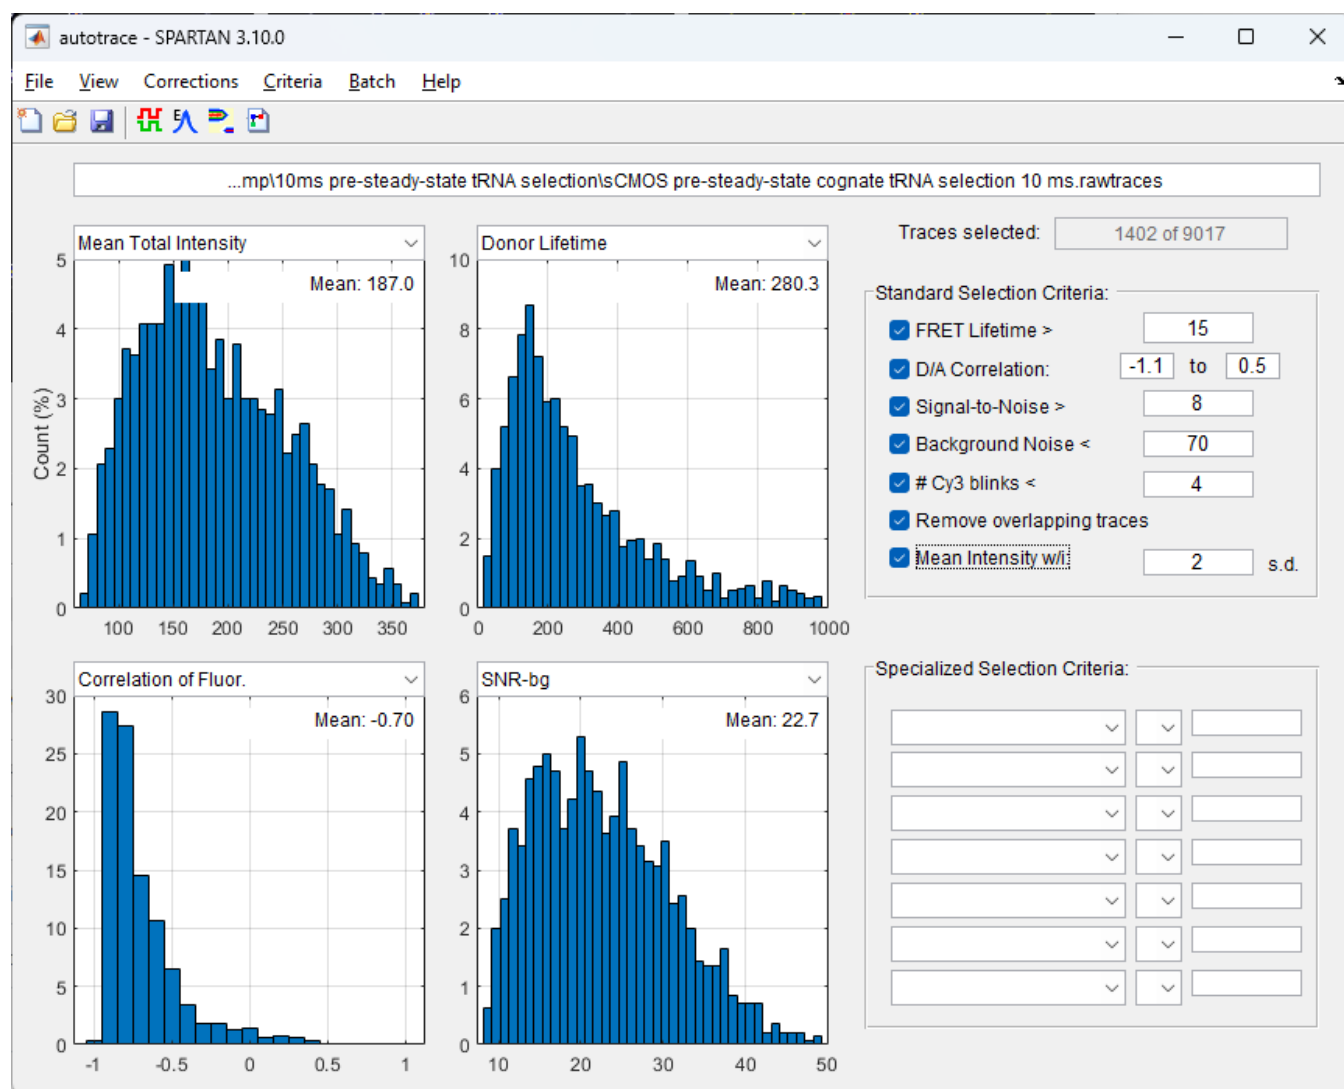 autotrace - SPARTAN 3.10.0
File View Corrections Criteria Batch Help
E
...mp\10ms pre-steady-state tRNA selection\sCMOS pre-steady-state cognate tRNA selection 10 ms.rawtraces
Mean Total Intensity
Mean: 187.0
Count (%)
5
4
3
2
1
0
100 150 200 250 300 350
Donor Lifetime
Mean: 280.3
10
8
6
4
2
0
0 200 400 600 800 1000
Traces selected: 1402 of 9017
Standard Selection Criteria:
FRET Lifetime > 15
D/A Correlation: -1.1 to 0.5
Signal-to-Noise > 8
Background Noise < 70
# Cy3 blinks < 4
Remove overlapping traces
Mean Intensity w/i 2 s.d.
Correlation of Fluor.
Mean: -0.70
30
25
20
15
10
5
0
-1 -0.5 0 0.5 1
SNR-bg
Mean: 22.7
6
5
4
3
2
1
0
10 20 30 40 50
Specialized Selection Criteria: